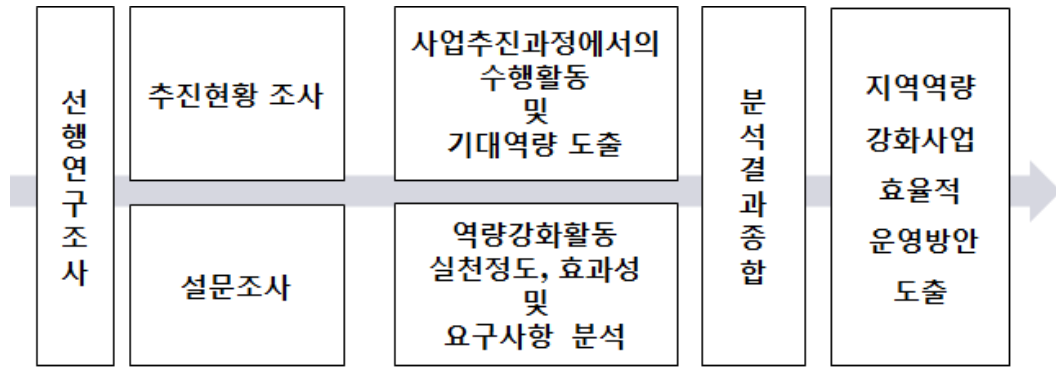 선행연구조사
추진현황 조사
설문조사
사업추진과정에서의
수행활동
및
기대역량 도출
역량강화활동
실천정도, 효과성
및
요구사항 분석
분석결과종합
지역역량
강화사업
효율적
운영방안
도출